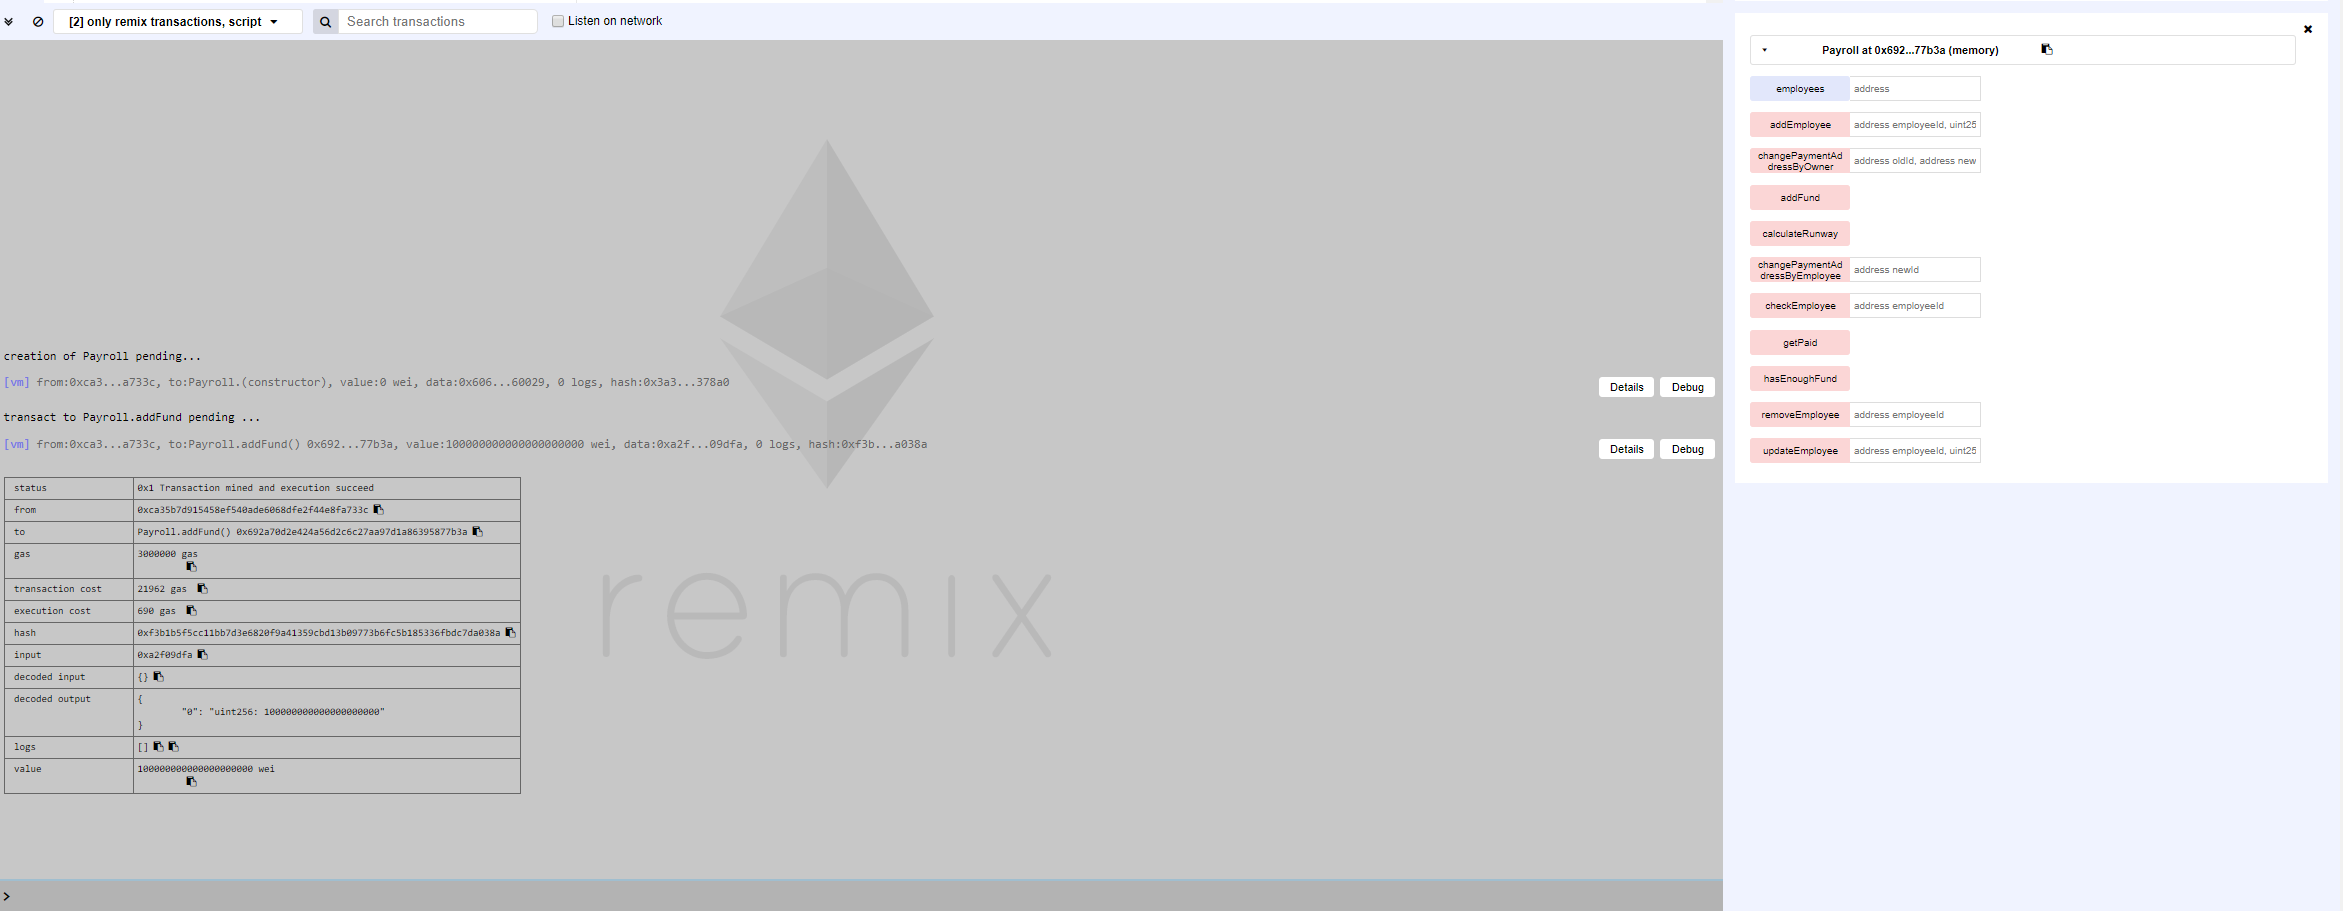 [2] only remix transactions, script
Search transactions
Listen on network
creation of Payroll pending...
[vm] from:0xca3...a733c, to:Payroll.(constructor), value:0 wei, data:0x606...60029, 0 logs, hash:0x3a3...378a0
Details
Debug
transact to Payroll.addFund pending ...
[vm] from:0xca3...a733c, to:Payroll.addFund() 0x692...77b3a, value:100000000000000000000 wei, data:0xa2f...09dfa, 0 logs, hash:0xf3b...a038a
Details
Debug
status 0x1 Transaction mined and execution succeed
from 0xca35b7d915458ef540ade6068dfe2f44e8fa733c
to Payroll.addFund() 0x692a70d2e424a56d2c6c27aa97d1a86395877b3a
gas 3000000 gas
transaction cost 21962 gas
execution cost 690 gas
hash 0xf3b1b5f5cc11bb7d3e6820f9a41359cbd13b09773b6fc5b185336fbdc7da038a
input 0xa2f09dfa
decoded input {}
decoded output {
"0": "uint256: 100000000000000000000"
}
logs []
value 100000000000000000000 wei
remix
>
Payroll at 0x692...77b3a (memory)
employees address
addEmployee address employeeId, uint25
changePaymentAd
dressByOwner
address oldId, address new
addFund
calculateRunway
changePaymentAd
dressByEmployee
address newId
checkEmployee address employeeId
getPaid
hasEnoughFund
removeEmployee address employeeId
updateEmployee address employeeId, uint25